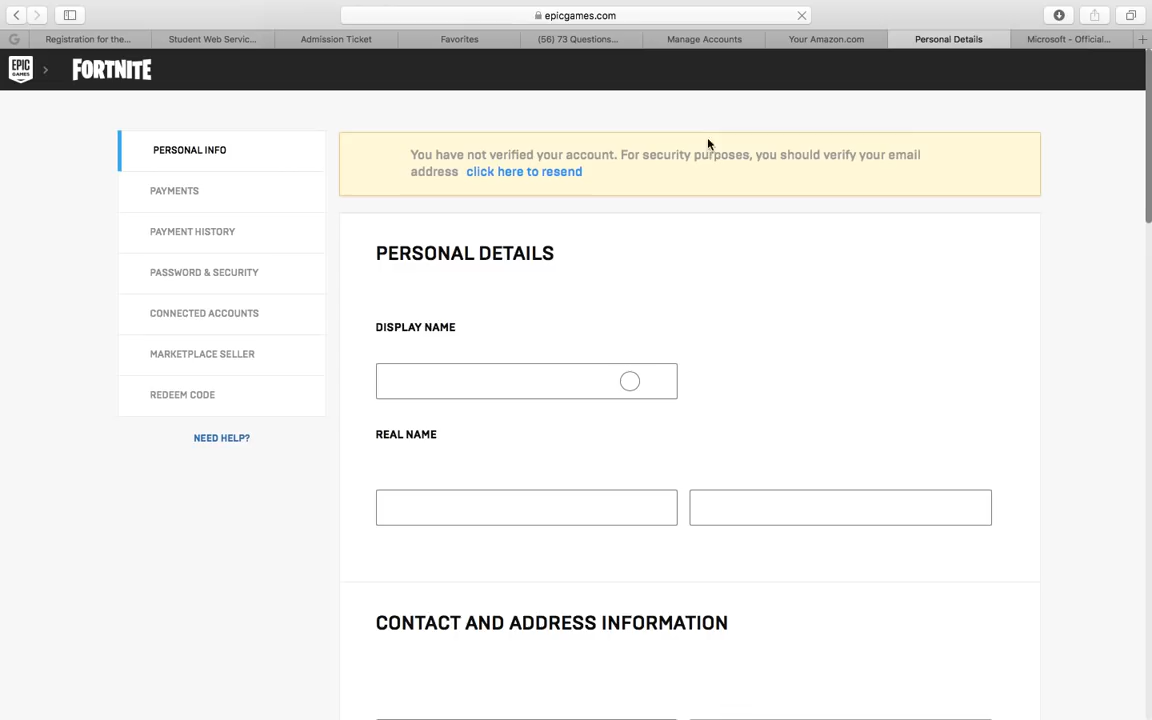 epicgames.com
Registration for the...
Student Web Servic...
Admission Ticket
Favorites
(56) 73 Questions...
Manage Accounts
Your Amazon.com
Personal Details
Microsoft - Official...
EPIC
GAMES
FORTNITE
PERSONAL INFO
PAYMENTS
PAYMENT HISTORY
PASSWORD & SECURITY
CONNECTED ACCOUNTS
MARKETPLACE SELLER
REDEEM CODE
NEED HELP?
You have not verified your account. For security purposes, you should verify your email
address click here to resend
PERSONAL DETAILS
DISPLAY NAME
REAL NAME
CONTACT AND ADDRESS INFORMATION